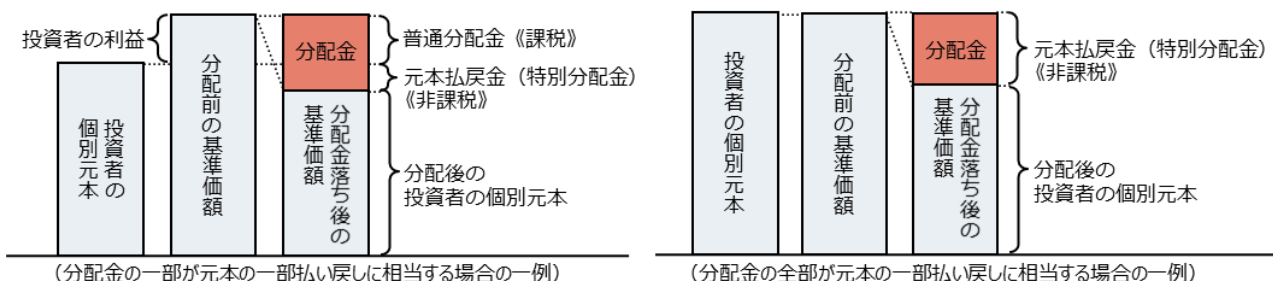 投資者の利益
投資者の
個別元本
分配前の基準価額
分配金
分配金落ち後の
基準価額
普通分配金《課税》
元本払戻金（特別分配金）
《非課税》
分配後の
投資者の個別元本
（分配金の一部が元本の一部払い戻しに相当する場合の一例）
投資者の個別元本
分配前の基準価額
分配金
分配金落ち後の
基準価額
元本払戻金（特別分配金）
《非課税》
分配後の
投資者の個別元本
（分配金の全部が元本の一部払い戻しに相当する場合の一例）